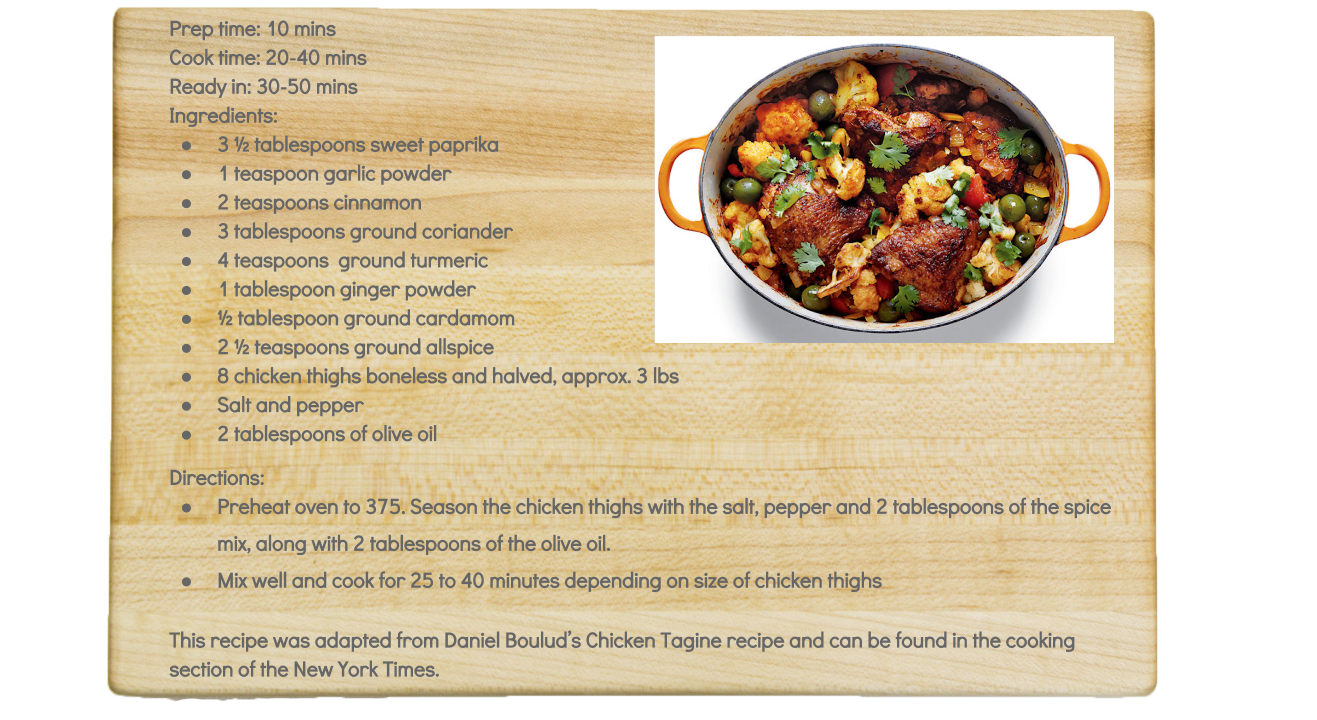 Prep time: 10 mins
Cook time: 20-40 mins
Ready in: 30-50 mins
Ingredients:
● 3 ½ tablespoons sweet paprika
● 1 teaspoon garlic powder
● 2 teaspoons cinnamon
● 3 tablespoons ground coriander
● 4 teaspoons  ground turmeric
● 1 tablespoon ginger powder
● ½ tablespoon ground cardamom
● 2 ½ teaspoons ground allspice
● 8 chicken thighs boneless and halved, approx. 3 lbs
● Salt and pepper
● 2 tablespoons of olive oil
Directions:
● Preheat oven to 375. Season the chicken thighs with the salt, pepper and 2 tablespoons of the spice
mix, along with 2 tablespoons of the olive oil.
● Mix well and cook for 25 to 40 minutes depending on size of chicken thighs
This recipe was adapted from Daniel Boulud’s Chicken Tagine recipe and can be found in the cooking
section of the New York Times.